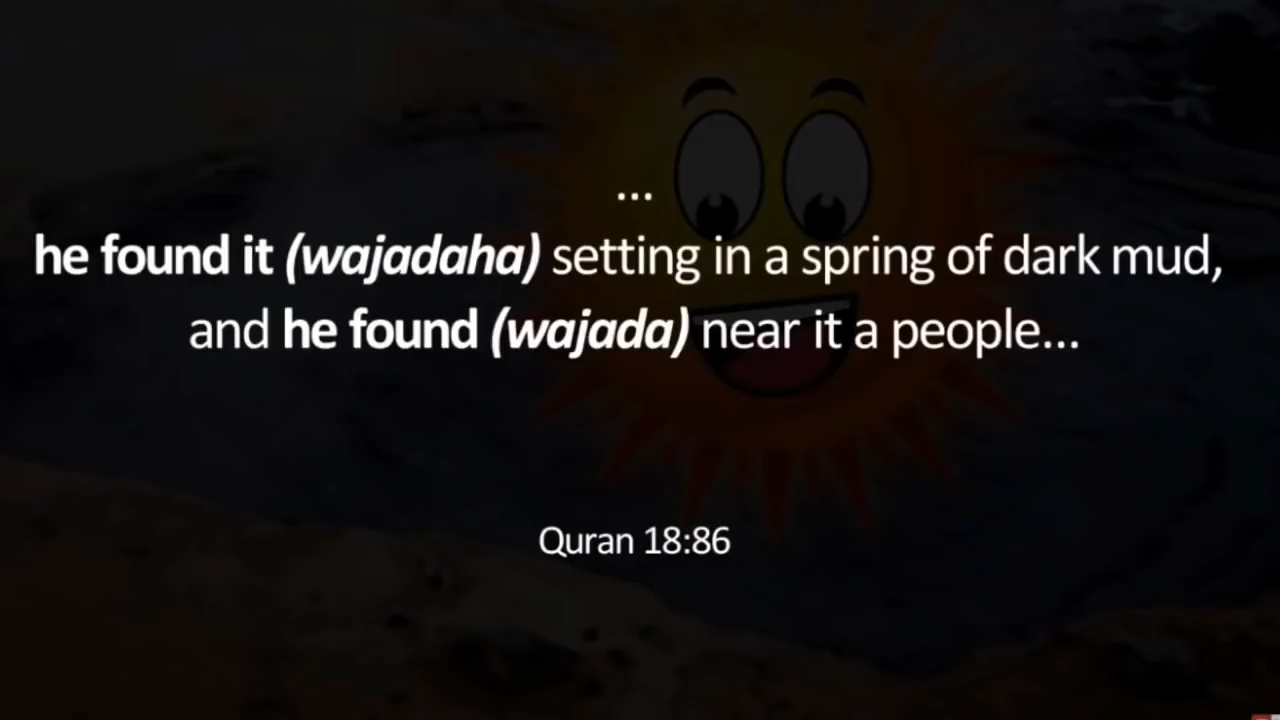 ...
he found it (wajadaha) setting in a spring of dark mud,
and he found (wajada) near it a people...
Quran 18:86